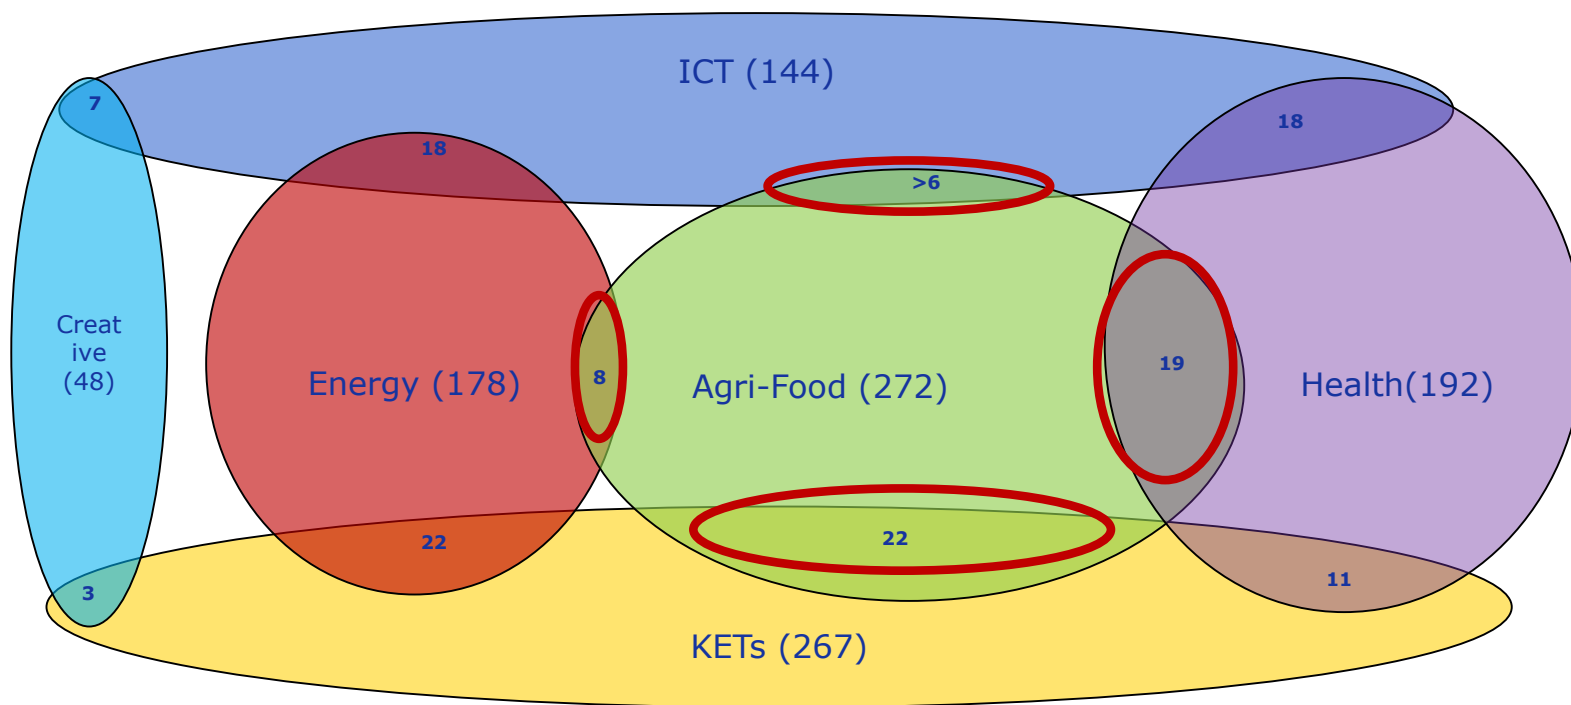 ICT (144)
7
18
18
>6
Creat
ive
(48)
Energy (178)
8
Agri-Food (272)
19
Health(192)
22
22
3
11
KETs (267)